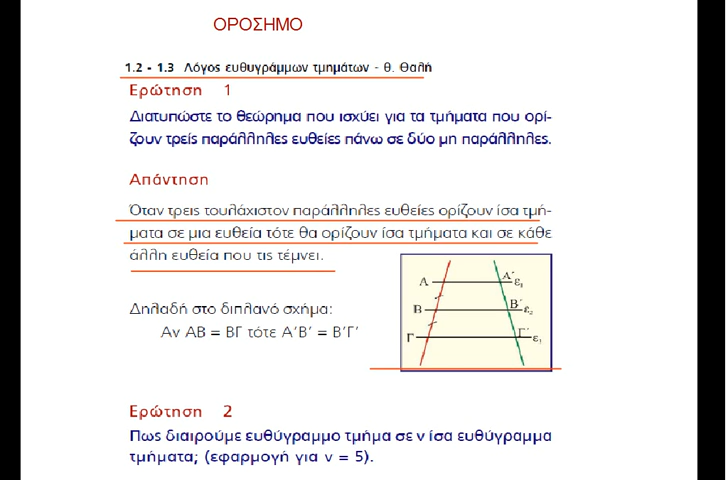 ΟΡΟΣΗΜΟ
1.2 - 1.3 Λόγος ευθυγράμμων τμημάτων - θ. Θαλή
Ερώτηση 1
Διατυπώστε το θεώρημα που ισχύει για τα τμήματα που ορί-
ζουν τρείς παράλληλες ευθείες πάνω σε δύο μη παράλληλες.
Απάντηση
Όταν τρεις τουλάχιστον παράλληλες ευθείες ορίζουν ίσα τμή-
ματα σε μια ευθεία τότε θα ορίζουν ίσα τμήματα και σε κάθε
άλλη ευθεία που τις τέμνει.
Α Α΄ ε₁
Β Β΄ ε₂
Γ Γ΄ ε₃
Δηλαδή στο διπλανό σχήμα:
Αν ΑΒ = ΒΓ τότε Α΄Β΄ = Β΄Γ΄
Ερώτηση 2
Πως διαιρούμε ευθύγραμμο τμήμα σε ν ίσα ευθύγραμμα
τμήματα; (εφαρμογή για ν = 5).